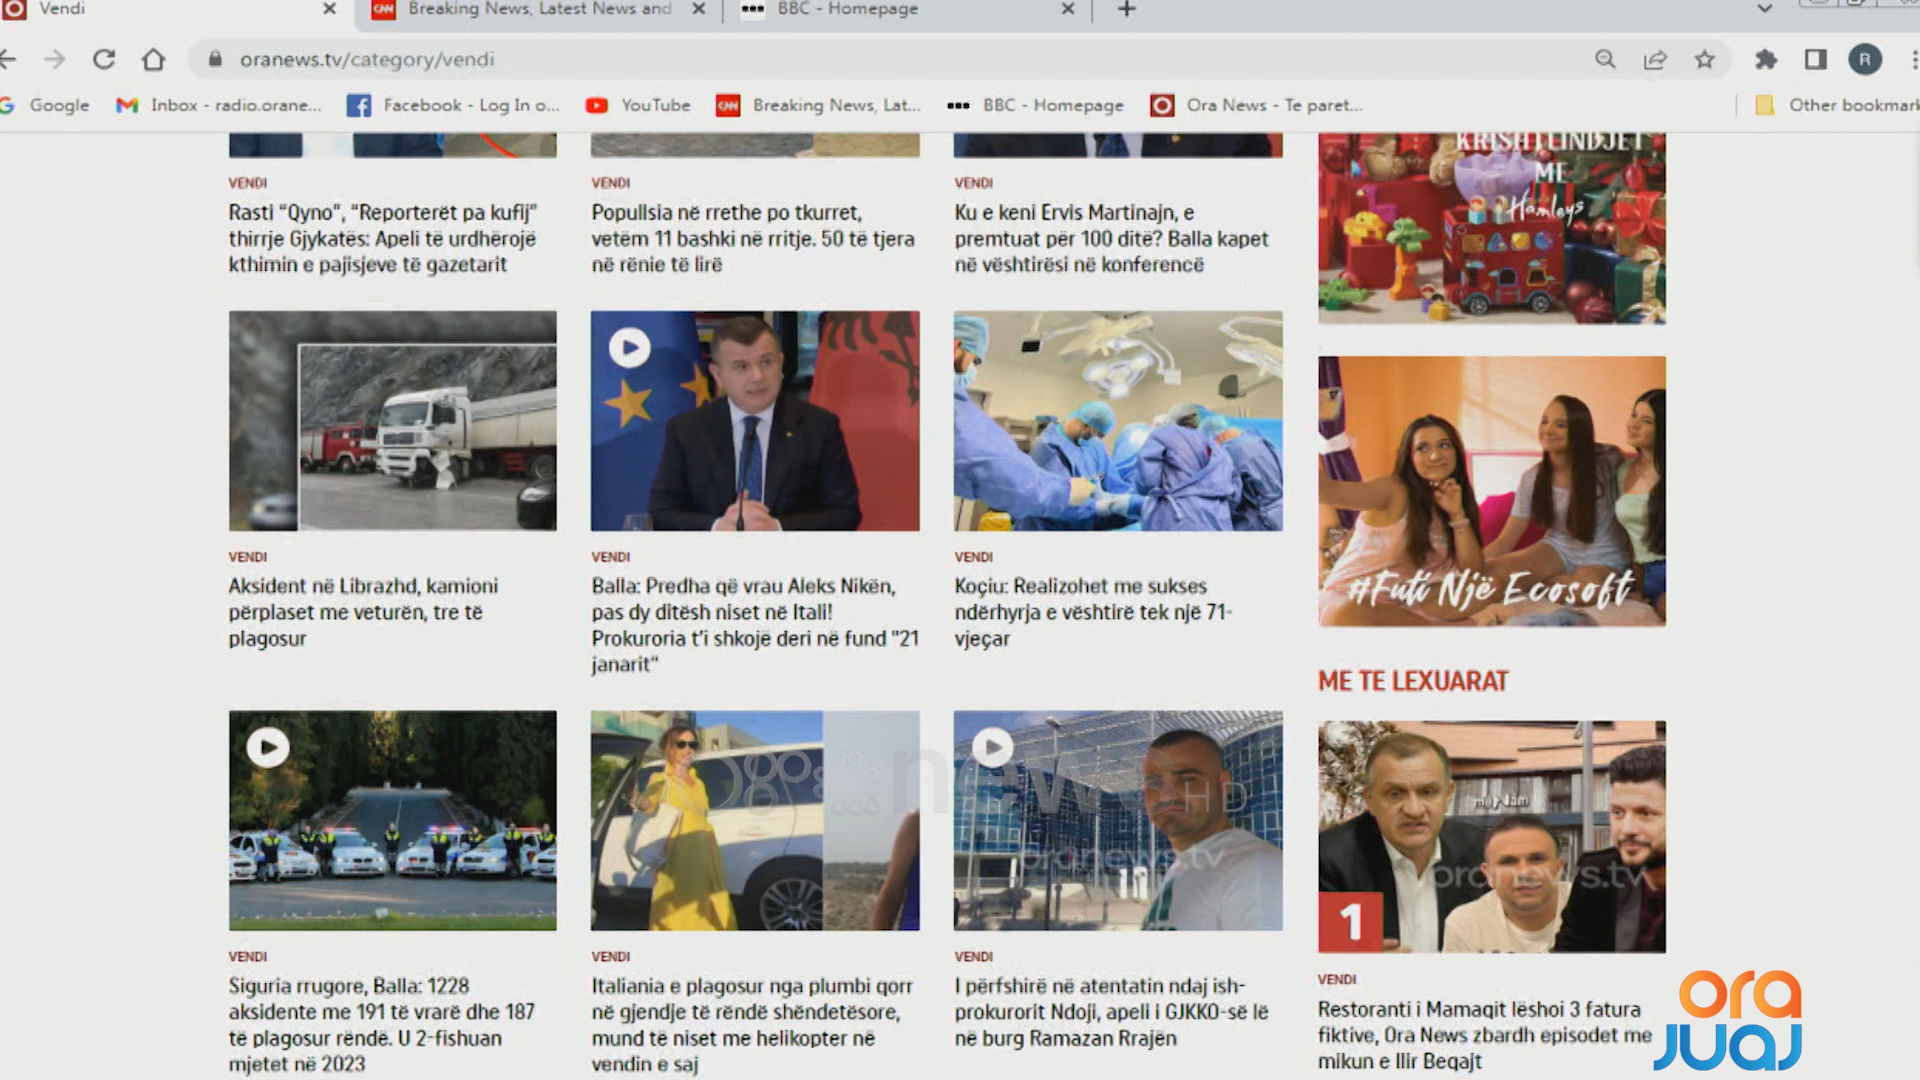 Vendi
Breaking News, Latest News and
BBC - Homepage
oranews.tv/category/vendi
R
Google
Inbox - radio.orane...
Facebook - Log In o...
YouTube
CNN
Breaking News, Lat...
BBC - Homepage
Ora News - Te paret...
Other bookmark
VENDI
Rasti “Qyno”, “Reporterët pa kufij”
thirrje Gjykatës: Apeli të urdhërojë
kthimin e pajisjeve të gazetarit
VENDI
Popullsia në rrethe po tkurret,
vetëm 11 bashki në rritje. 50 të tjera
në rënie të lirë
VENDI
Ku e keni Ervis Martinajn, e
premtuat për 100 ditë? Balla kapet
në vështirësi në konferencë
KRISHTLINDJET
ME
Hamleys
VENDI
Aksident në Librazhd, kamioni
përplaset me veturën, tre të
plagosur
VENDI
Balla: Predha që vrau Aleks Nikën,
pas dy ditësh niset në Itali!
Prokuroria t'i shkojë deri në fund "21
janarit"
VENDI
Koçiu: Realizohet me sukses
ndërhyrja e vështirë tek një 71-
vjeçar
#Futi Një Ecosoft
ME TE LEXUARAT
VENDI
Siguria rrugore, Balla: 1228
aksidente me 191 të vrarë dhe 187
të plagosur rëndë. U 2-fishuan
mjetet në 2023
VENDI
Italiania e plagosur nga plumbi qorr
në gjendje të rëndë shëndetësore,
mund të niset me helikopter në
vendin e saj
news HD
oranews.tv
VENDI
I përfshirë në atentatin ndaj ish-
prokurorit Ndoji, apeli i GJKKO-së lë
në burg Ramazan Rrajën
oranews.tv
1
VENDI
Restoranti i Mamaqit lëshoi 3 fatura
fiktive, Ora News zbardh episodet me
mikun e Ilir Beqajt
ora
JUAJ